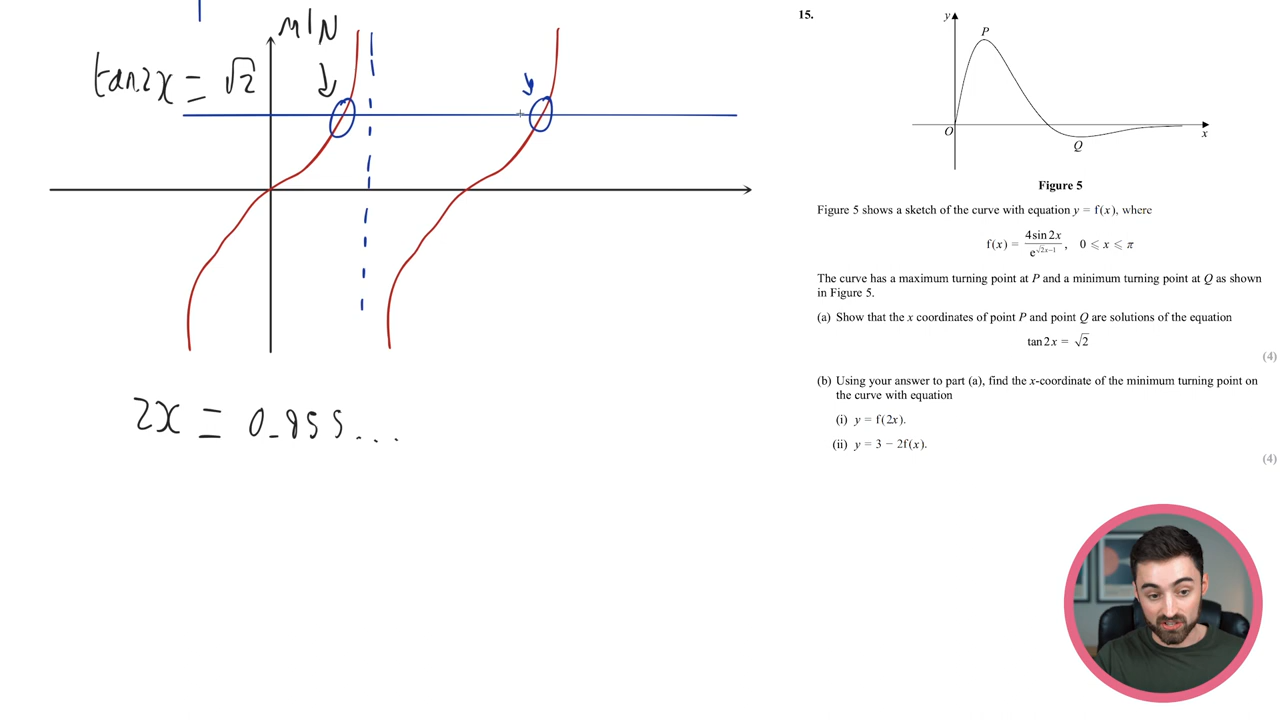 MIN
tan2x = √2
2x = 0.955...
15.
y
P
O
x
Q
Figure 5
Figure 5 shows a sketch of the curve with equation y = f(x), where
f(x) = 4sin2x / e^(√2x−1), 0 ⩽ x ⩽ π
The curve has a maximum turning point at P and a minimum turning point at Q as shown
in Figure 5.
(a) Show that the x coordinates of point P and point Q are solutions of the equation
tan2x = √2
(4)
(b) Using your answer to part (a), find the x-coordinate of the minimum turning point on
the curve with equation
(i) y = f(2x).
(ii) y = 3 − 2f(x).
(4)